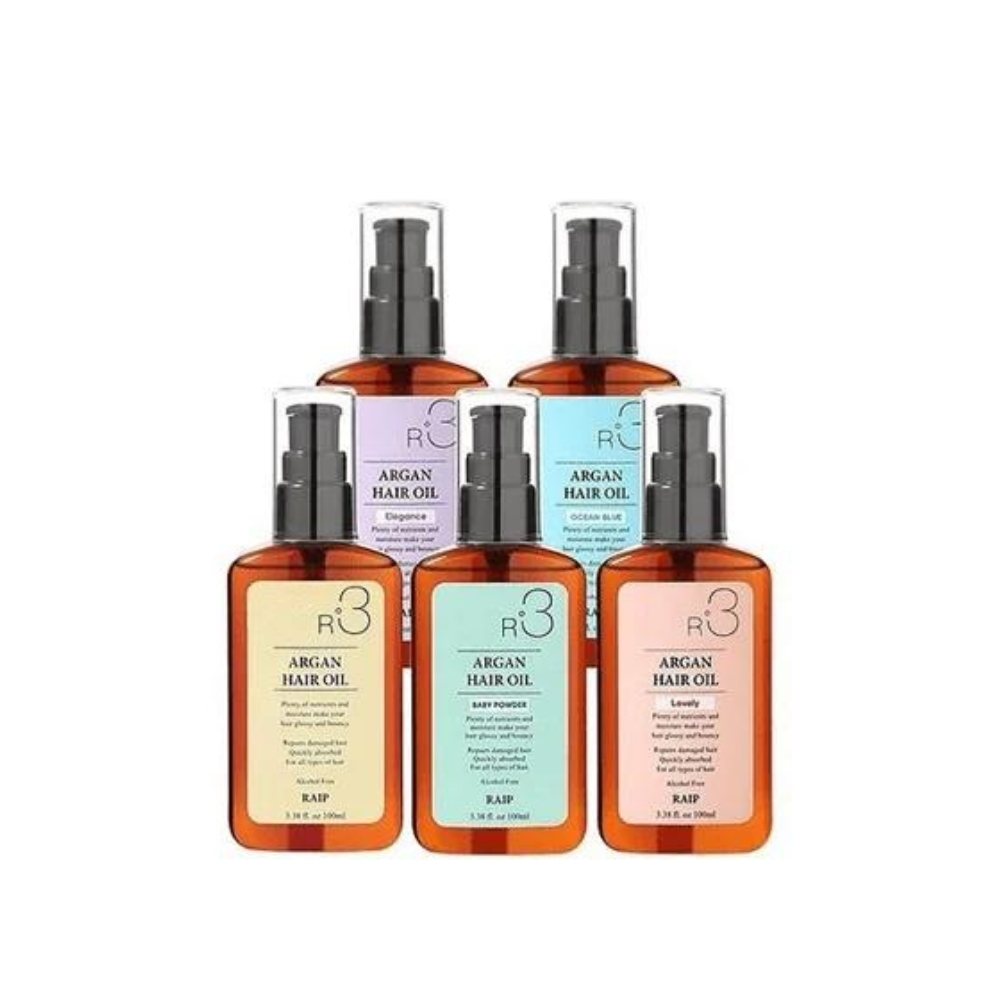 R3
ARGAN
HAIR OIL
Elegance
Plenty of nutrients and
moisture make your
hair glossy and bouncy
R3
ARGAN
HAIR OIL
OCEAN BLUE
Plenty of nutrients and
moisture make your
hair glossy and
R3
ARGAN
HAIR OIL
Plenty of nutrients and
moisture make your
hair glossy and bouncy
Repairs damaged hair
Quickly absorbed
For all types of hair
Alcohol Free
RAIP
3.38 fl. oz 100ml
R3
ARGAN
HAIR OIL
BABY POWDER
Plenty of nutrients and
moisture make your
hair glossy and bouncy
Repairs damaged hair
Quickly absorbed
For all types of hair
Alcohol Free
RAIP
3.38 fl. oz 100ml
R3
ARGAN
HAIR OIL
Lovely
Plenty of nutrients and
moisture make your
hair glossy and bouncy
Repairs damaged hair
Quickly absorbed
For all types of hair
Alcohol Free
RAIP
3.38 fl. oz 100ml